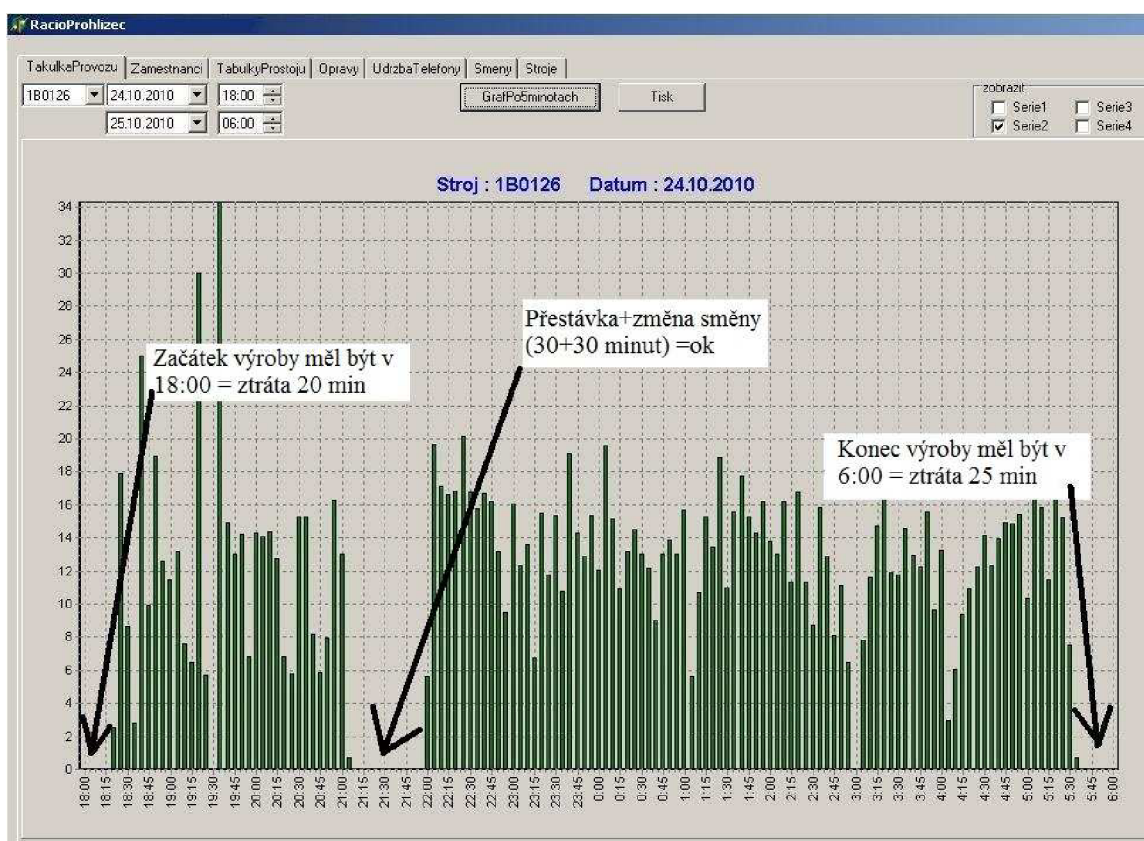 RacioProhlizec
TakulkaProvozu Zamestnanci TabulkyProstoju Opravy UdrzbaTelefony Smeny Stroje
1B0126 24.10.2010 18:00 GrafPo5minotach Tisk zobrazit
Serie1 Serie3
25.10.2010 06:00 Serie2 Serie4
Stroj : 1B0126 Datum : 24.10.2010
34
32
30
28
26
24
22
20
18
16
14
12
10
8
6
4
2
0
Začátek výroby měl být v
18:00 = ztráta 20 min
Přestávka+změna směny
(30+30 minut) =ok
Konec výroby měl být v
6:00 = ztráta 25 min
18:00 18:15 18:30 18:45 19:00 19:15 19:30 19:45 20:00 20:15 20:30 20:45 21:00 21:15 21:30 21:45 22:00 22:15 22:30 22:45 23:00 23:15 23:30 23:45 0:00 0:15 0:30 0:45 1:00 1:15 1:30 1:45 2:00 2:15 2:30 2:45 3:00 3:15 3:30 3:45 4:00 4:15 4:30 4:45 5:00 5:15 5:30 5:45 6:00